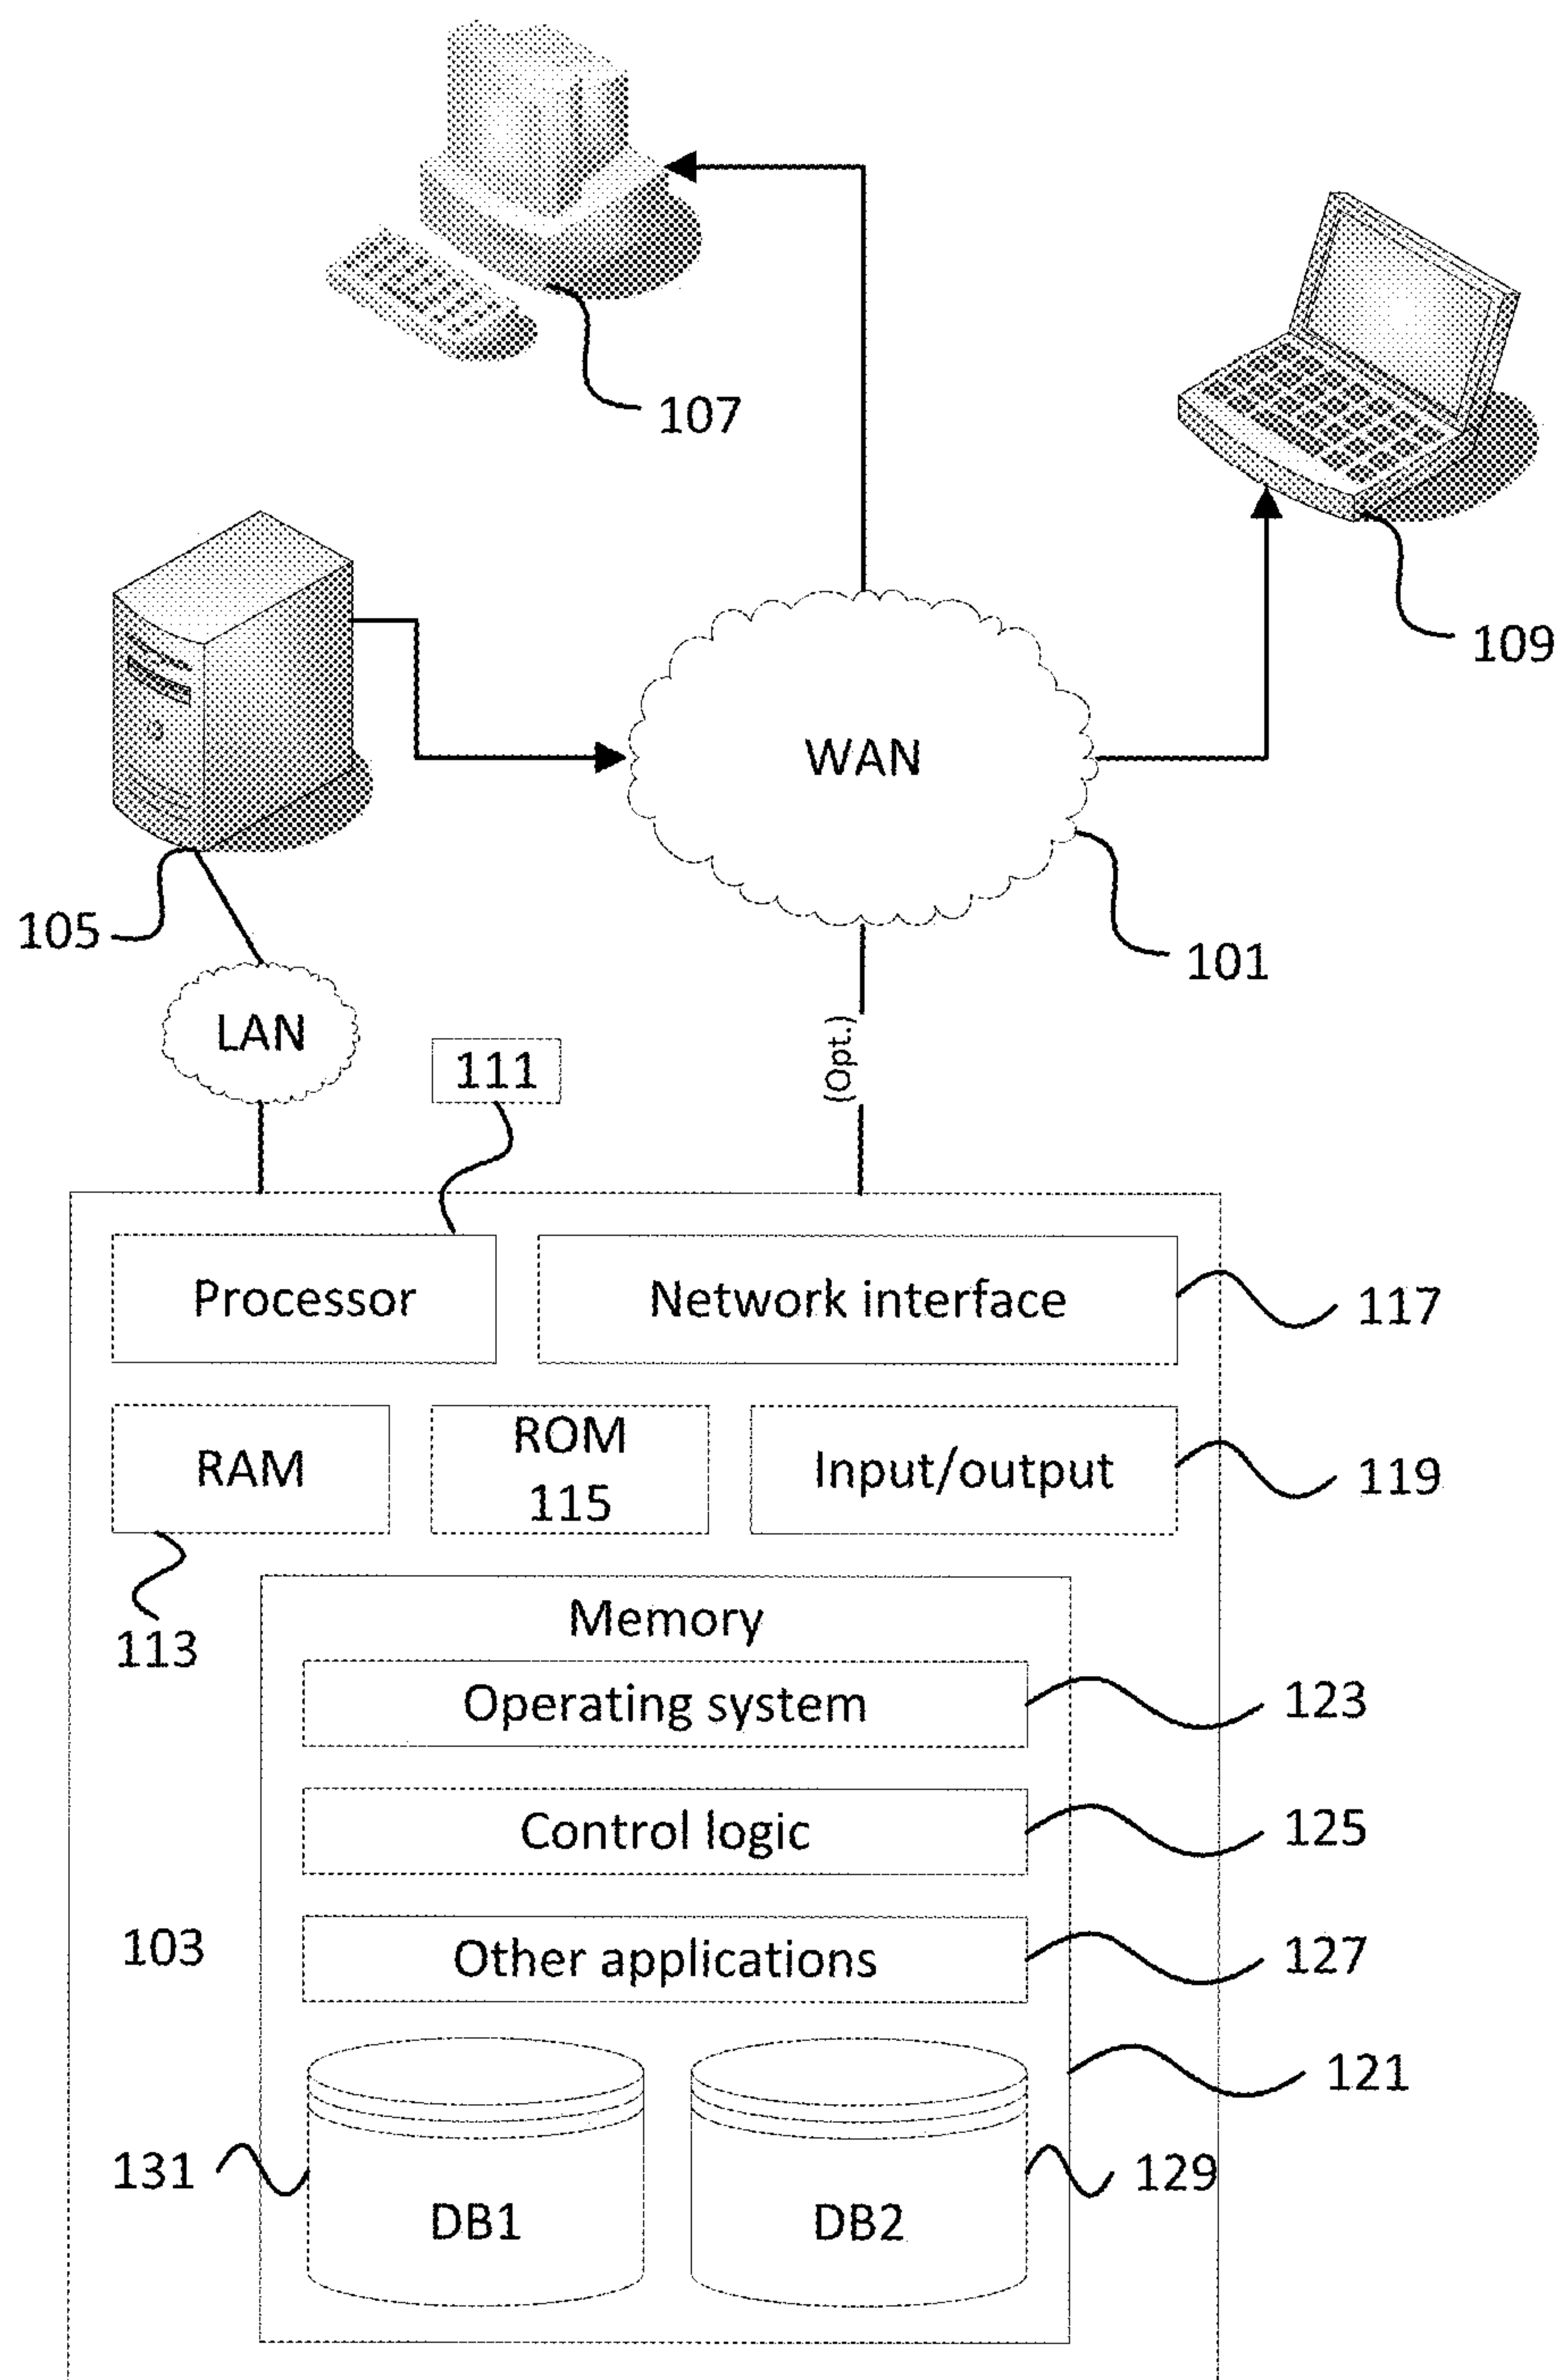 107
109
WAN
105
101
LAN
(Opt.)
111
Processor
Network interface
117
RAM
ROM
115
Input/output
119
113
Memory
Operating system
123
Control logic
125
103
Other applications
127
121
131
129
DB1
DB2